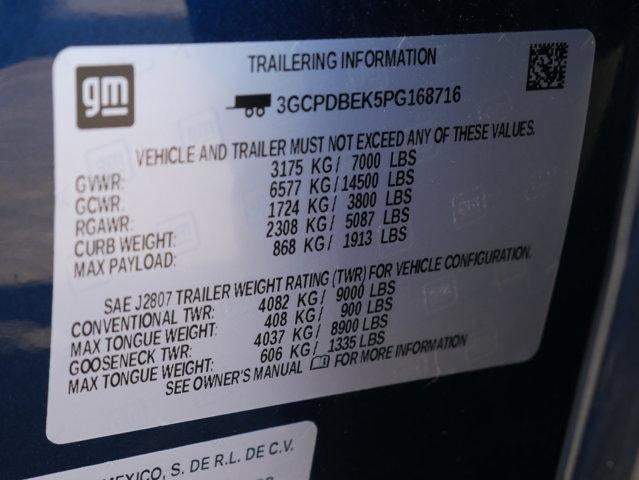 gm
TRAILERING INFORMATION
3GCPDBEK5PG168716
VEHICLE AND TRAILER MUST NOT EXCEED ANY OF THESE VALUES.
GVWR: 3175 KG/ 7000 LBS
GCWR: 6577 KG/ 14500 LBS
RGAWR: 1724 KG/ 3800 LBS
CURB WEIGHT: 2308 KG/ 5087 LBS
MAX PAYLOAD: 868 KG/ 1913 LBS
SAE J2807 TRAILER WEIGHT RATING (TWR) FOR VEHICLE CONFIGURATION.
CONVENTIONAL TWR: 4082 KG/ 9000 LBS
MAX TONGUE WEIGHT: 408 KG/ 900 LBS
GOOSENECK TWR: 4037 KG/ 8900 LBS
MAX TONGUE WEIGHT: 606 KG/ 1335 LBS
SEE OWNER'S MANUAL FOR MORE INFORMATION
MEXICO, S. DE R.L. DE C.V.